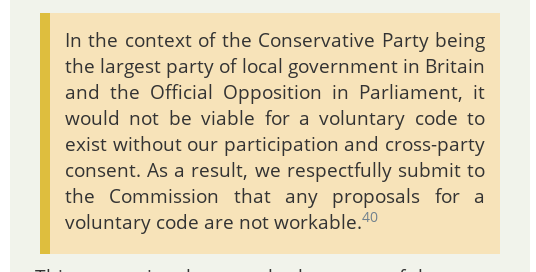 In the context of the Conservative Party being
the largest party of local government in Britain
and the Official Opposition in Parliament, it
would not be viable for a voluntary code to
exist without our participation and cross-party
consent. As a result, we respectfully submit to
the Commission that any proposals for a
voluntary code are not workable.40